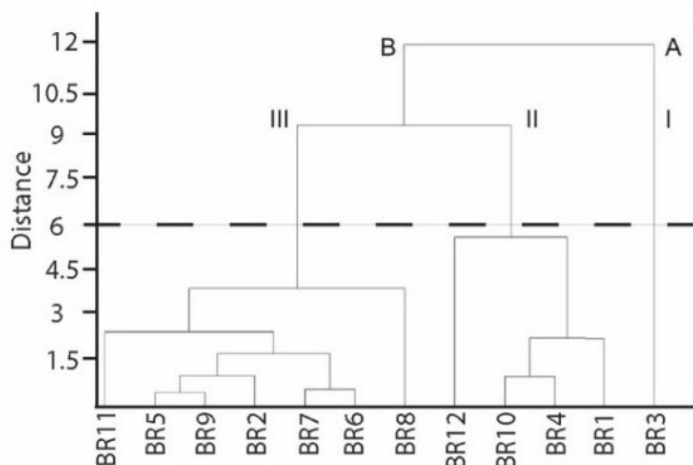 12
B
A
10.5
III
II
I
9
7.5
Distance
6
4.5
3
1.5
BR11
BR5
BR9
BR2
BR7
BR6
BR8
BR12
BR10
BR4
BR1
BR3